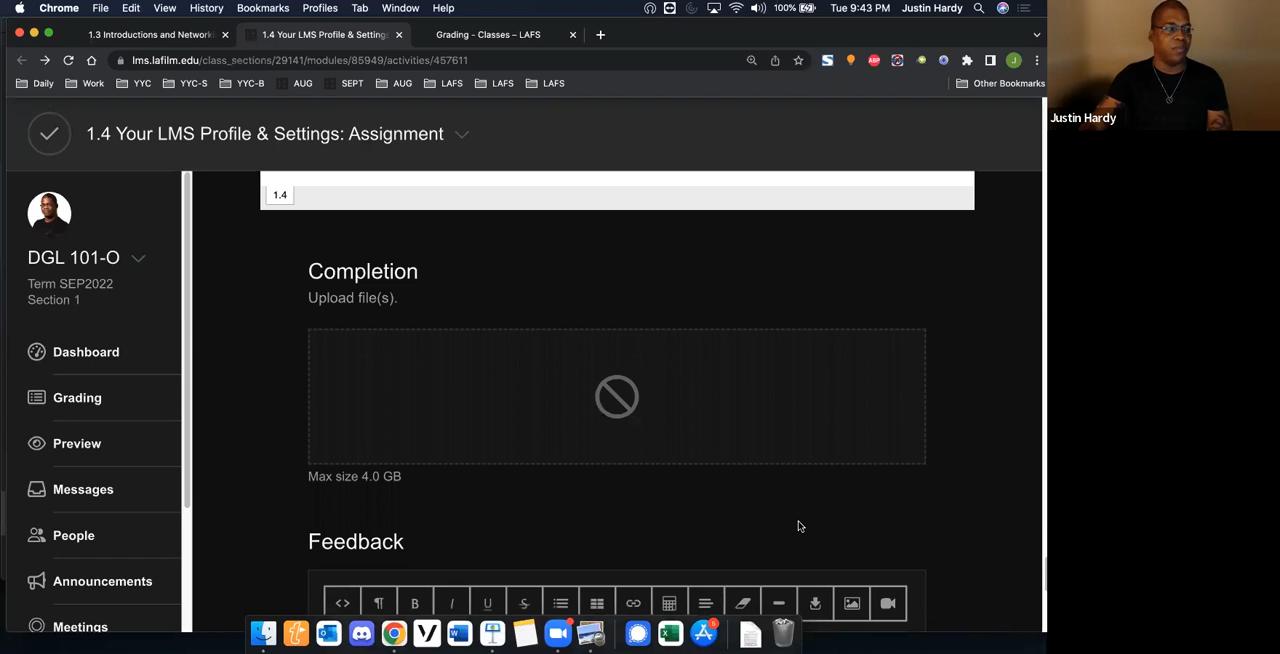 Chrome File Edit View History Bookmarks Profiles Tab Window Help 100% Tue 9:43 PM Justin Hardy
1.3 Introductions and Network 1.4 Your LMS Profile & Settings Grading - Classes – LAFS
lms.lafilm.edu/class_sections/29141/modules/85949/activities/457611 ABP J
Daily Work YYC YYC-S YYC-B AUG SEPT AUG LAFS LAFS LAFS Other Bookmarks
Justin Hardy
1.4 Your LMS Profile & Settings: Assignment
1.4
DGL 101-O
Term SEP2022
Section 1
Dashboard
Grading
Preview
Messages
People
Announcements
Meetings
Completion
Upload file(s).
Max size 4.0 GB
Feedback
B I U S